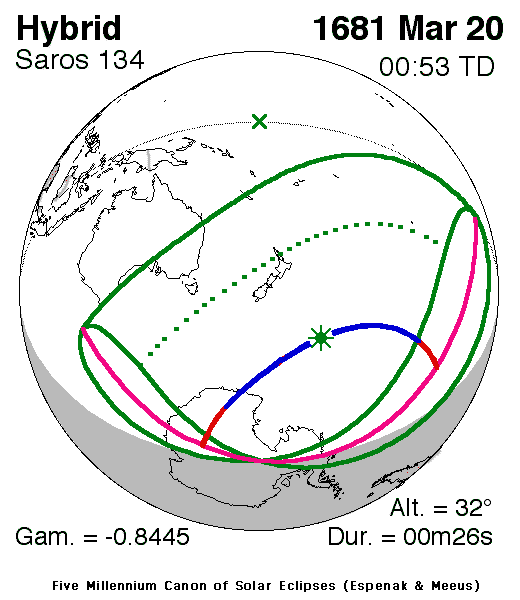 Hybrid
1681 Mar 20
Saros 134
00:53 TD
Alt. = 32°
Gam. = -0.8445
Dur. = 00m26s
Five Millennium Canon of Solar Eclipses (Espenak & Meeus)